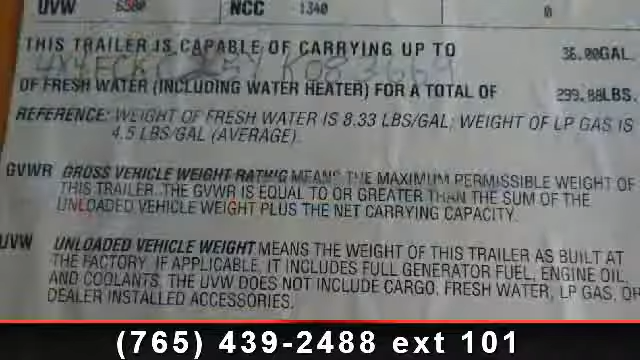 UVW 6580 NCC 1340 0
THIS TRAILER IS CAPABLE OF CARRYING UP TO 36.00GAL.
OF FRESH WATER (INCLUDING WATER HEATER) FOR A TOTAL OF 299.88LBS.
REFERENCE: WEIGHT OF FRESH WATER IS 8.33 LBS/GAL; WEIGHT OF LP GAS IS
4.5 LBS/GAL (AVERAGE).
GVWR GROSS VEHICLE WEIGHT RATING MEANS THE MAXIMUM PERMISSIBLE WEIGHT OF
THIS TRAILER. THE GVWR IS EQUAL TO OR GREATER THAN THE SUM OF THE
UNLOADED VEHICLE WEIGHT PLUS THE NET CARRYING CAPACITY.
UVW UNLOADED VEHICLE WEIGHT MEANS THE WEIGHT OF THIS TRAILER AS BUILT AT
THE FACTORY. IF APPLICABLE, IT INCLUDES FULL GENERATOR FUEL, ENGINE OIL,
AND COOLANTS. THE UVW DOES NOT INCLUDE CARGO, FRESH WATER, LP GAS, OR
DEALER INSTALLED ACCESSORIES.
(765) 439-2488 ext 101